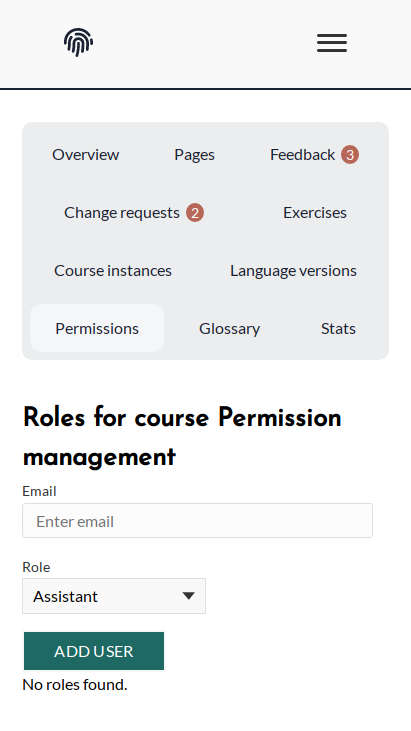 Overview Pages Feedback 3
Change requests 2 Exercises
Course instances Language versions
Permissions Glossary Stats
Roles for course Permission
management
Email
Enter email
Role
Assistant
ADD USER
No roles found.